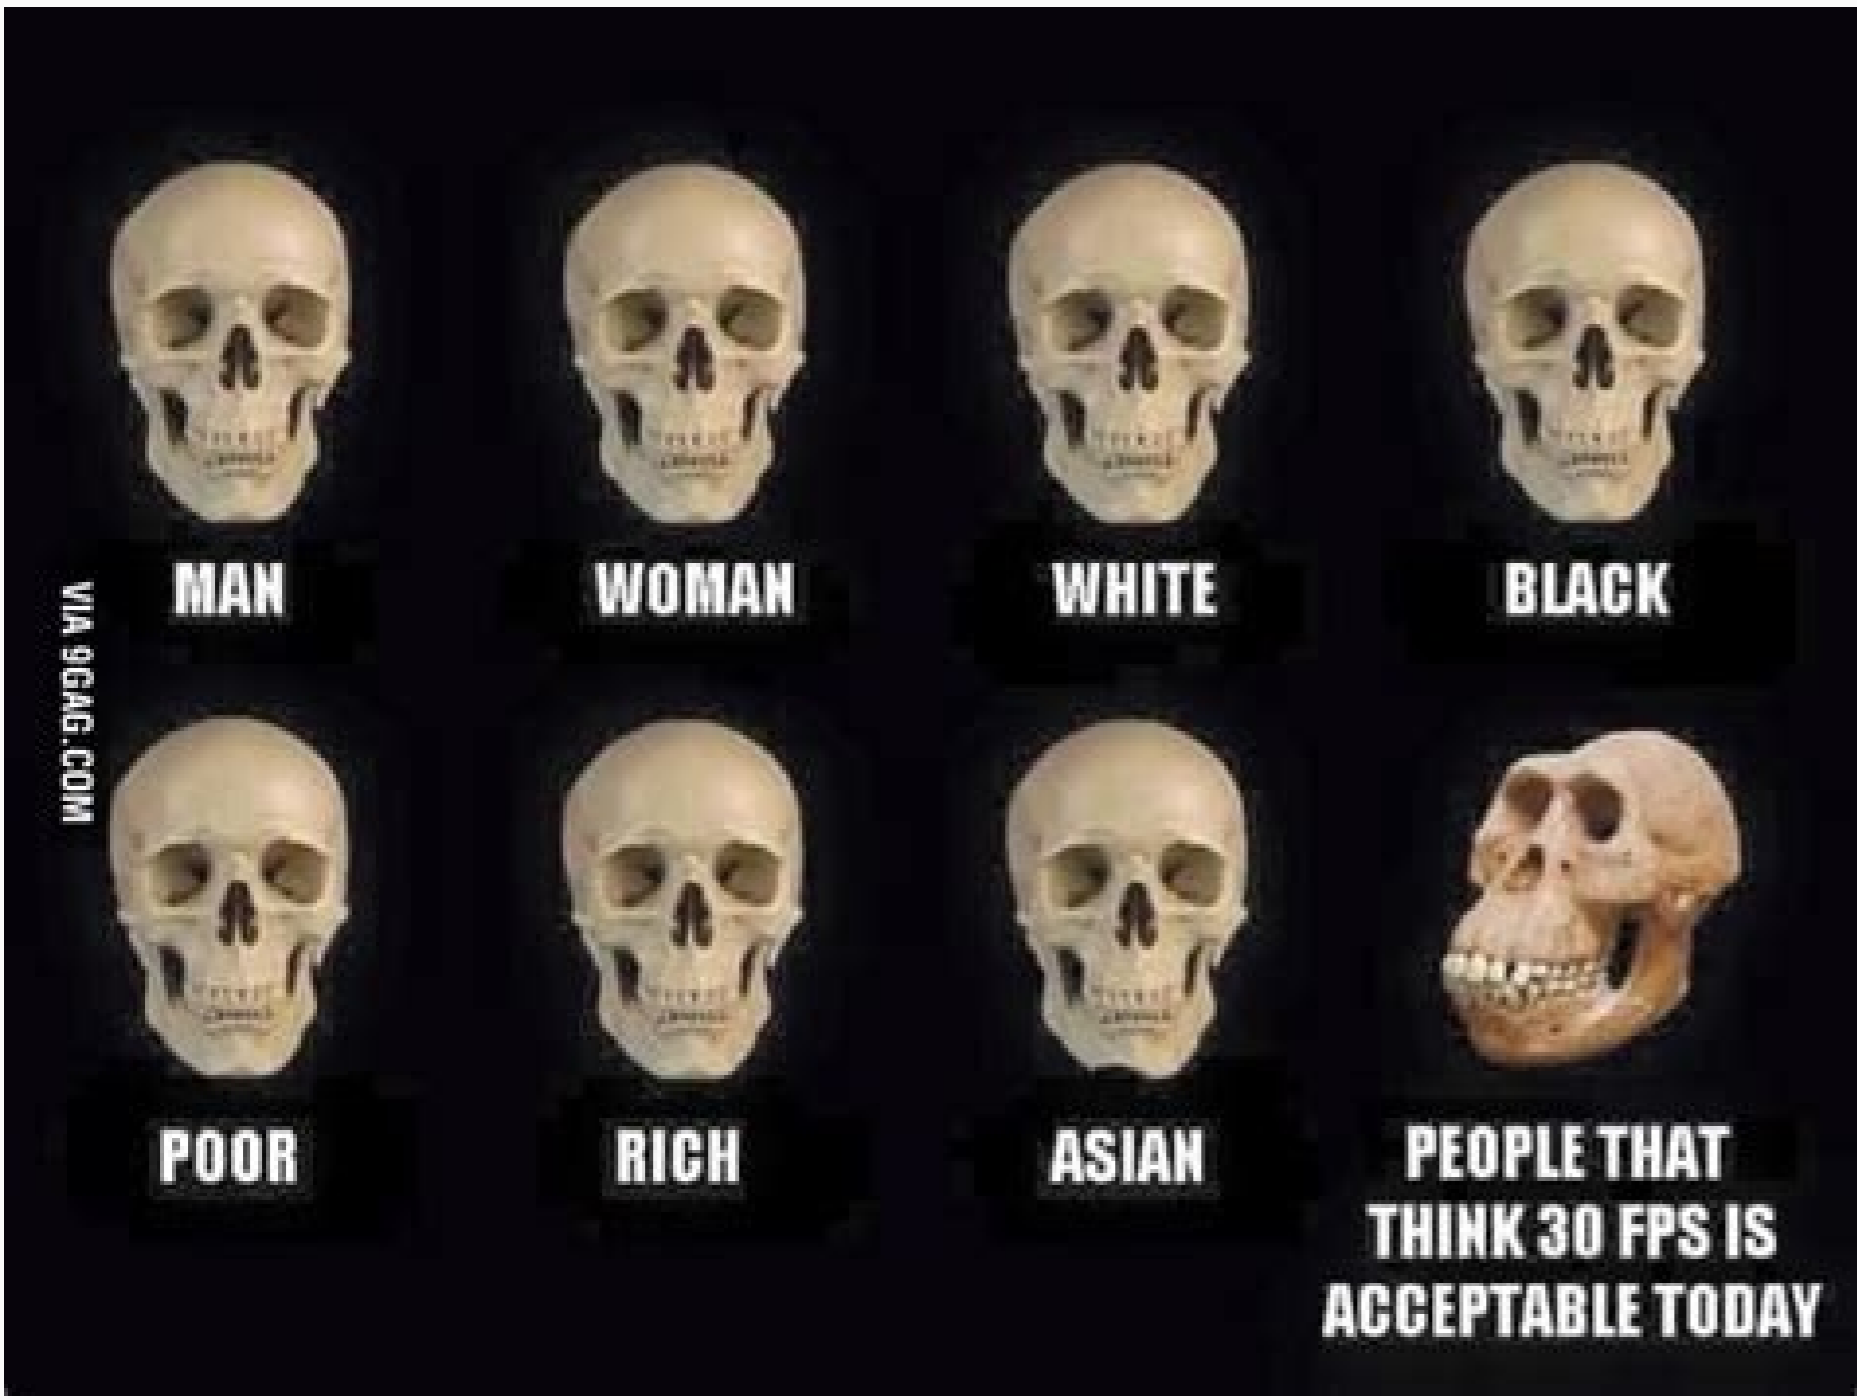 MAN
WOMAN
WHITE
BLACK
VIA 9GAG.COM
POOR
RICH
ASIAN
PEOPLE THAT
THINK 30 FPS IS
ACCEPTABLE TODAY